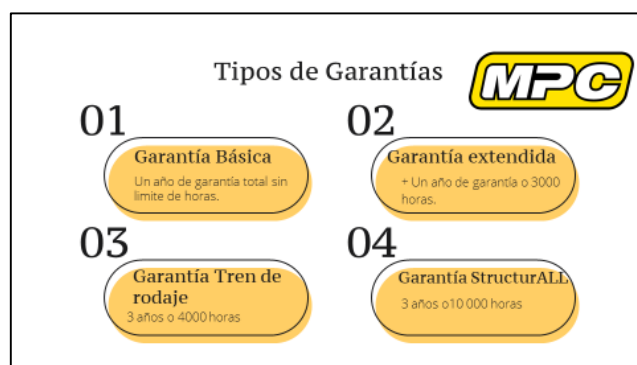 Tipos de Garantías
MPC
01
Garantía Básica
Un año de garantía total sin
limite de horas.
02
Garantía extendida
+ Un año de garantía o 3000
horas.
03
Garantía Tren de
rodaje
3 años o 4000 horas
04
Garantía StructurALL
3 años o10 000 horas